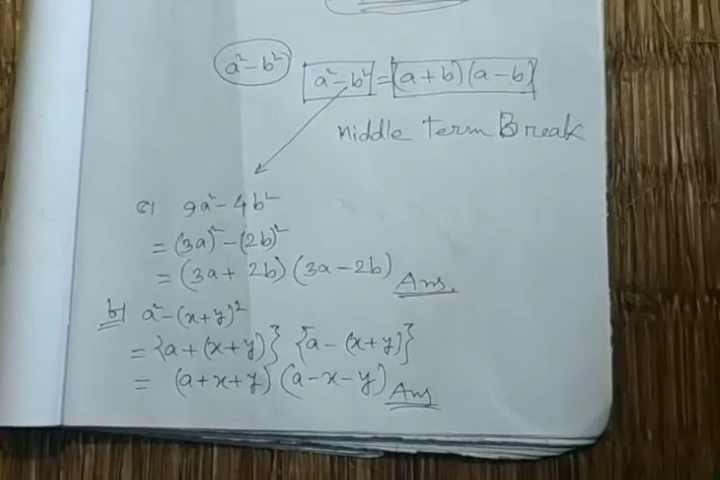 a²-b²
a²-b² = (a+b)(a-b)
Middle Term Break
a) 9a²-4b²
= (3a)²-(2b)²
= (3a+2b)(3a-2b) Ans.
b) a²-(x+y)²
= {a+(x+y)} {a-(x+y)}
= (a+x+y)(a-x-y) Ans